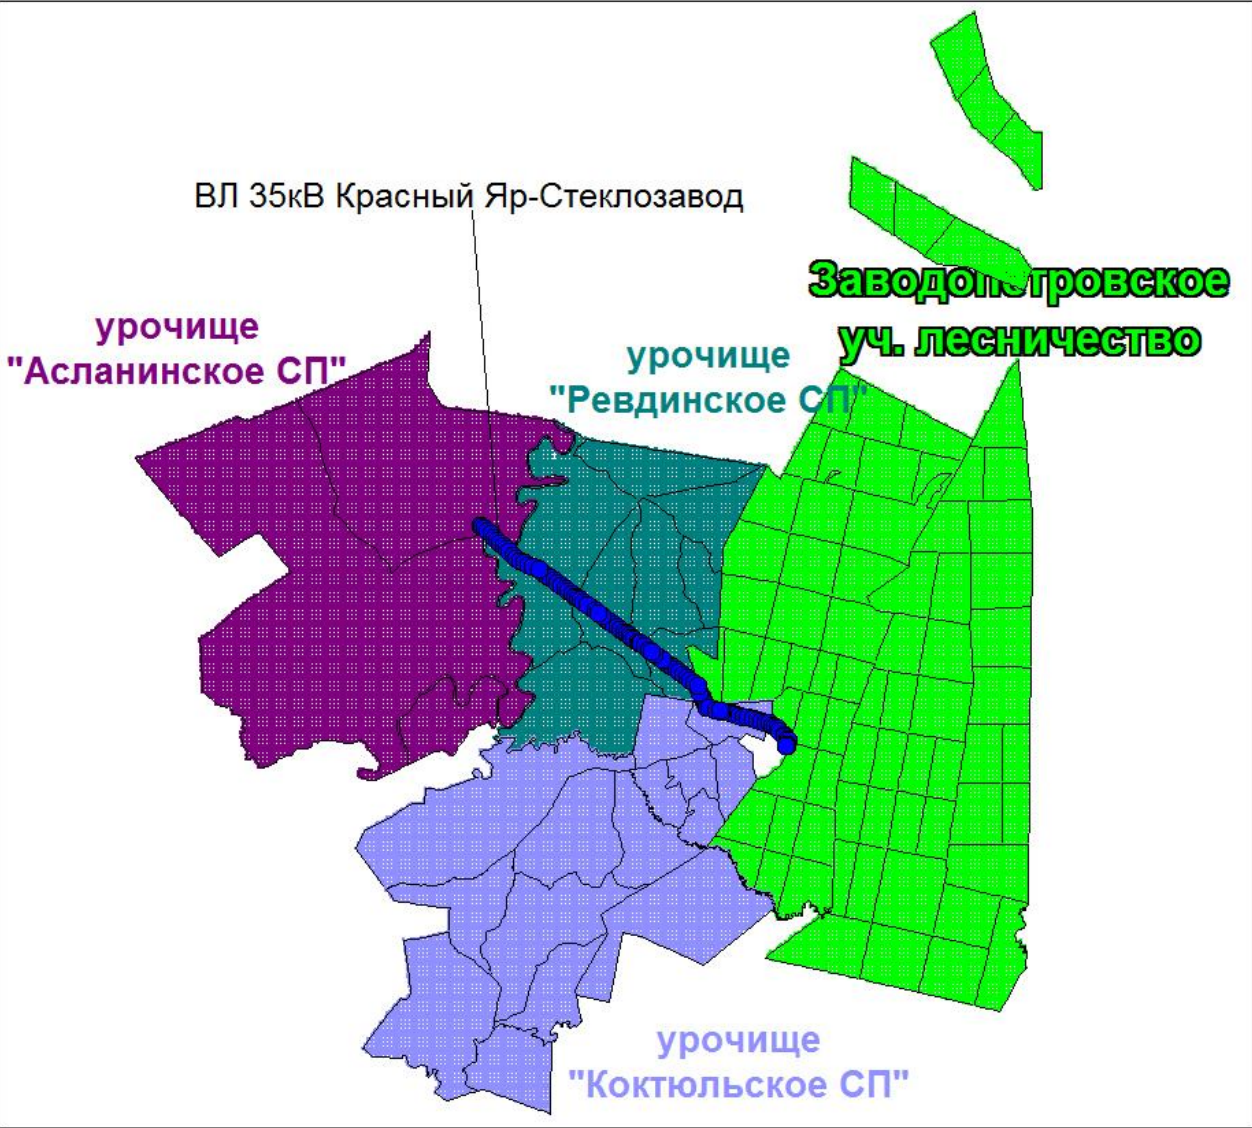 ВЛ 35кВ Красный Яр-Стеклозавод
Заводопетровское
уч. лесничество
урочище
"Асланинское СП"
урочище
"Ревдинское СП"
урочище
"Коктюльское СП"